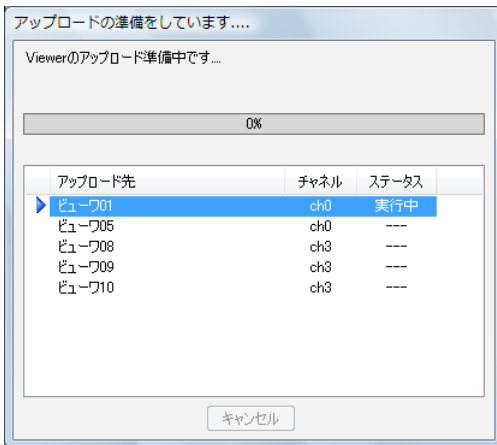 アップロードの準備をしています....
Viewerのアップロード準備中です...
0%
アップロード先 チャネル ステータス
ビューワ01 ch0 実行中
ビューワ05 ch0 ---
ビューワ08 ch3 ---
ビューワ09 ch3 ---
ビューワ10 ch3 ---
キャンセル